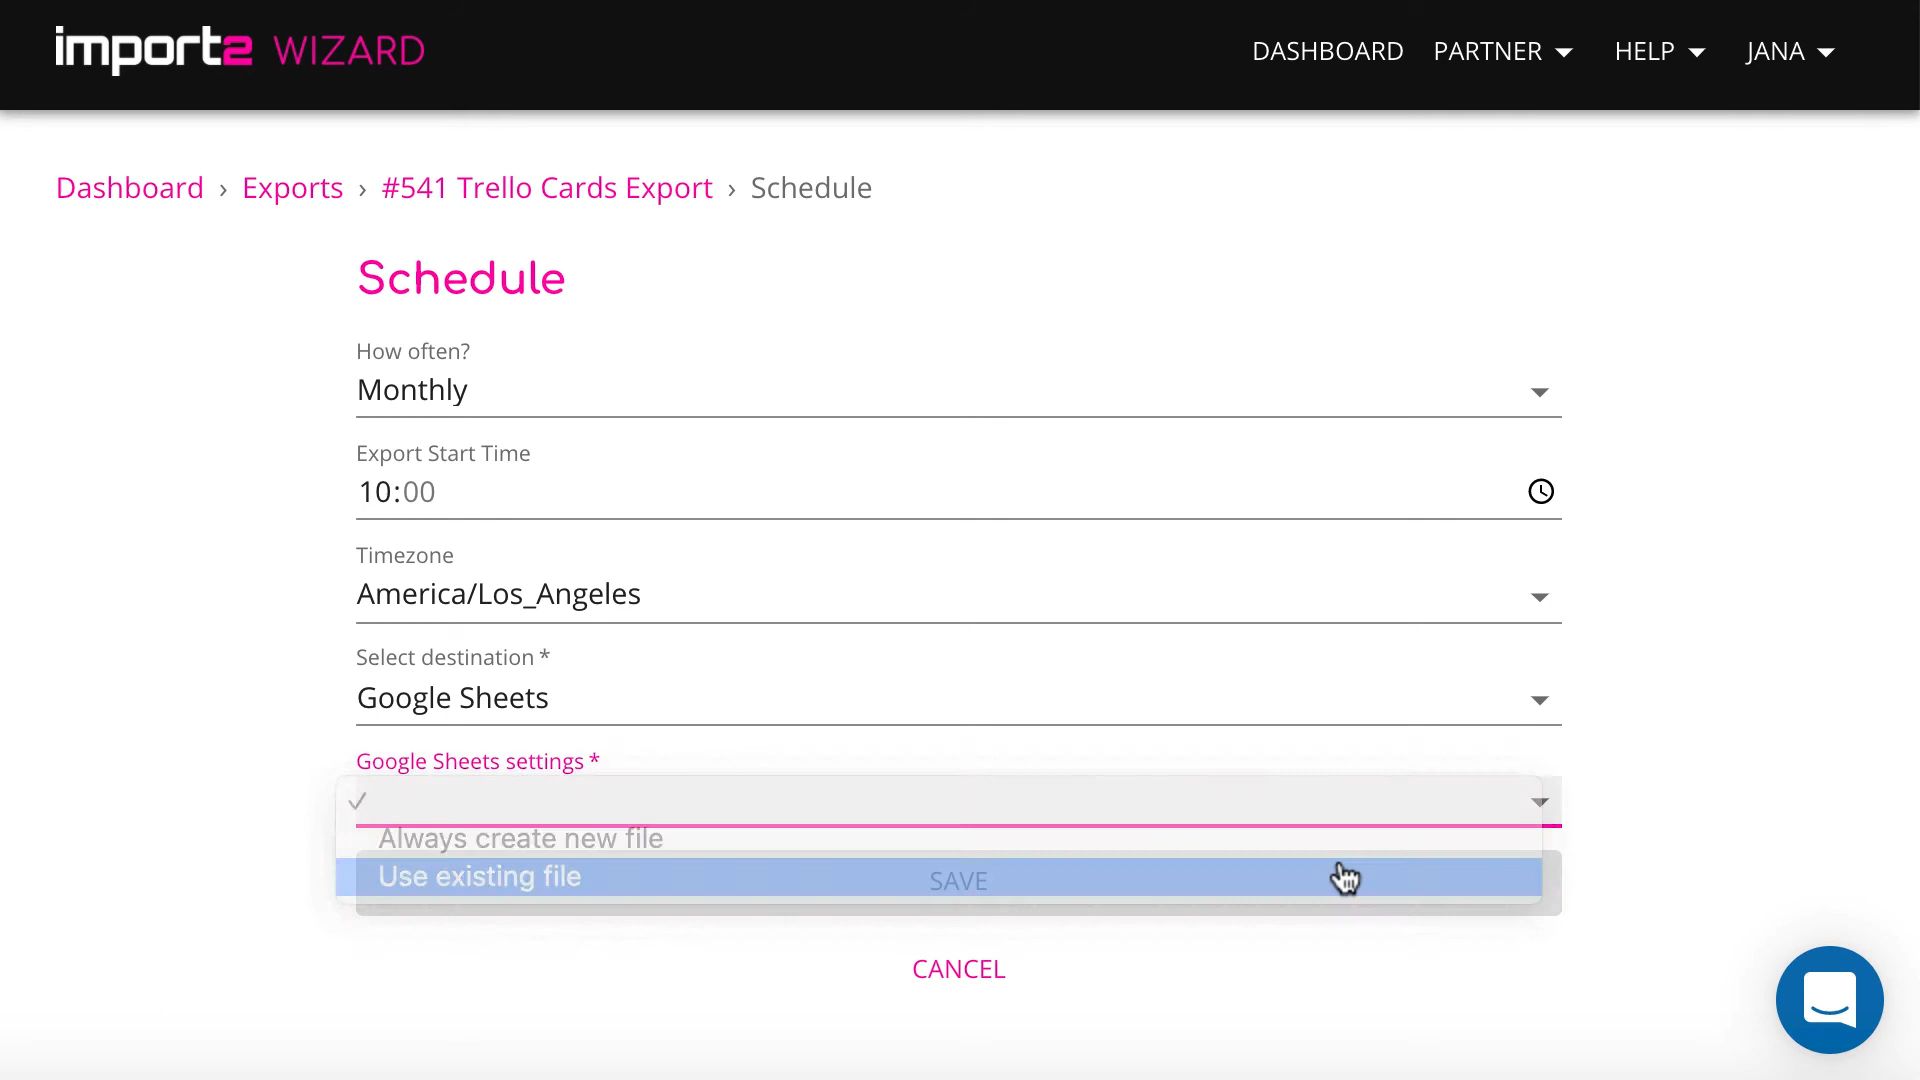 import2 WIZARD
DASHBOARD PARTNER HELP JANA
Dashboard › Exports › #541 Trello Cards Export › Schedule
Schedule
How often?
Monthly
Export Start Time
10:00
Timezone
America/Los_Angeles
Select destination *
Google Sheets
Google Sheets settings *
Always create new file
Use existing file
SAVE
CANCEL